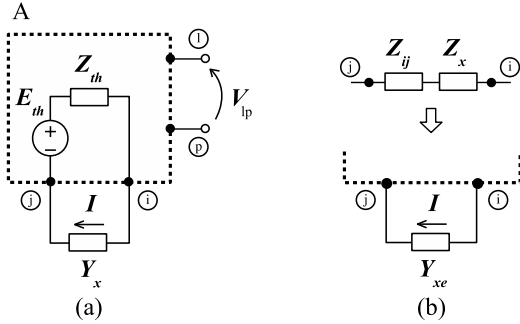 A
Z_th
E_th
+
−
l
V_lp
p
j
i
I
Y_x
(a)
j
Z_ij
Z_x
i
j
i
I
Y_xe
(b)